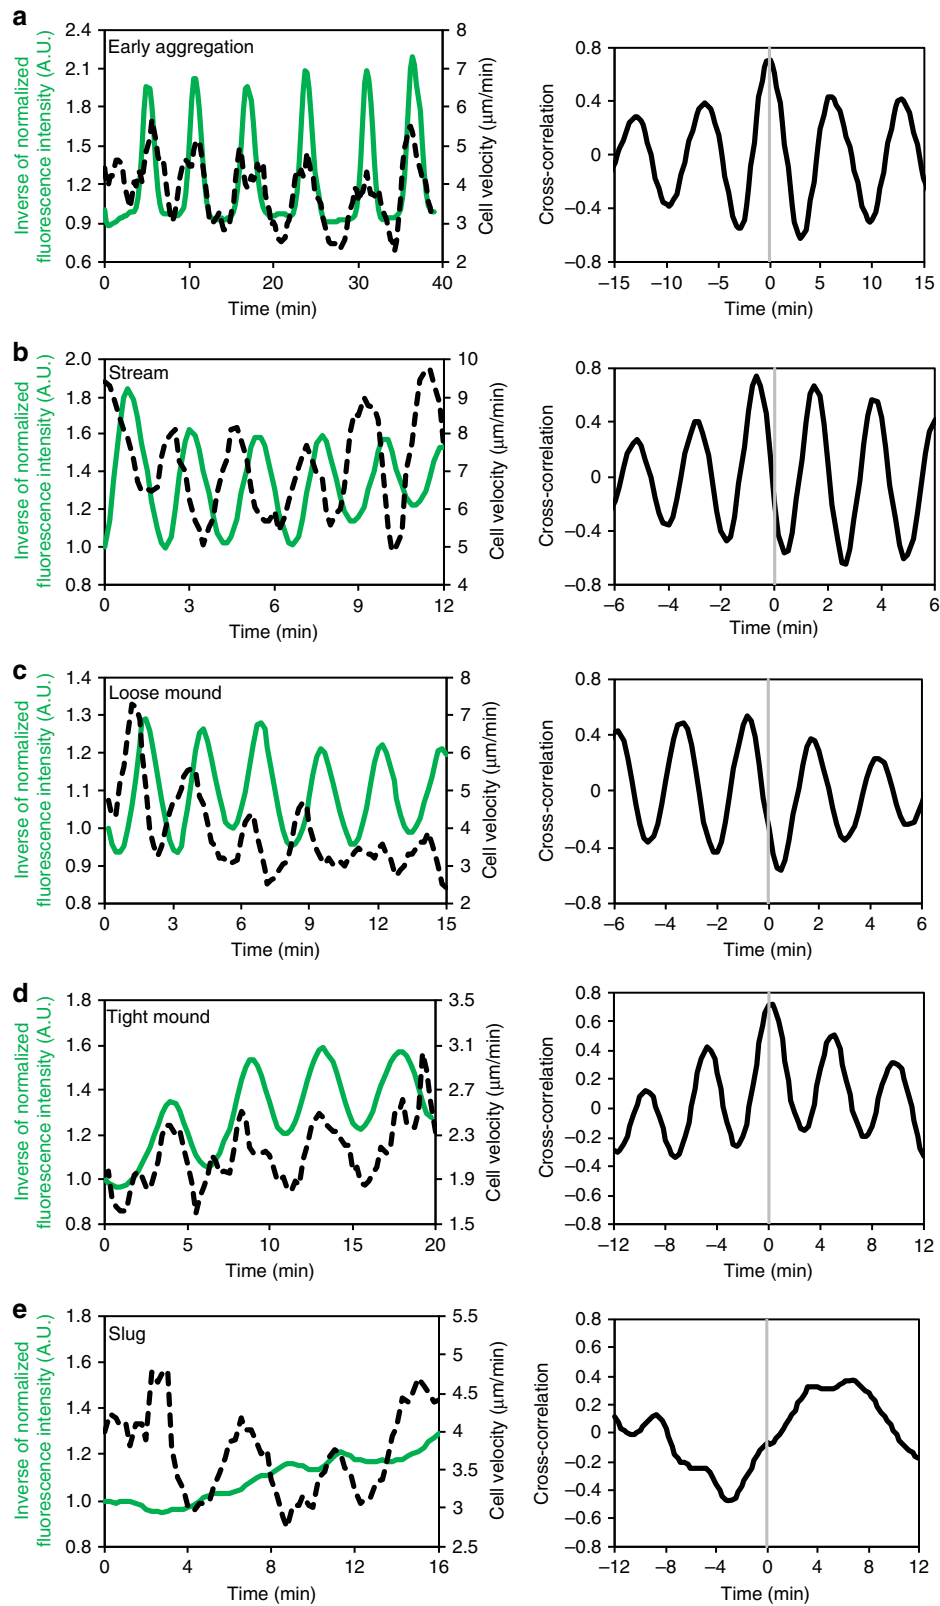 a
Early aggregation
Inverse of normalized
fluorescence intensity (A.U.)
2.4
2.1
1.8
1.5
1.2
0.9
0.6
8
7
6
5
4
3
2
Cell velocity (μm/min)
0 10 20 30 40
Time (min)
Cross-correlation
0.8
0.4
0
–0.4
–0.8
–15 –10 –5 0 5 10 15
Time (min)
b
Stream
Inverse of normalized
fluorescence intensity (A.U.)
2.0
1.8
1.6
1.4
1.2
1.0
0.8
10
9
8
7
6
5
4
Cell velocity (μm/min)
0 3 6 9 12
Time (min)
Cross-correlation
0.8
0.4
0
–0.4
–0.8
–6 –4 –2 0 2 4 6
Time (min)
c
Loose mound
Inverse of normalized
fluorescence intensity (A.U.)
1.4
1.3
1.2
1.1
1.0
0.9
0.8
8
7
6
5
4
3
2
Cell velocity (μm/min)
0 3 6 9 12 15
Time (min)
Cross-correlation
0.8
0.4
0
–0.4
–0.8
–6 –4 –2 0 2 4 6
Time (min)
d
Tight mound
Inverse of normalized
fluorescence intensity (A.U.)
1.8
1.6
1.4
1.2
1.0
0.8
3.5
3.1
2.7
2.3
1.9
1.5
Cell velocity (μm/min)
0 5 10 15 20
Time (min)
Cross-correlation
0.8
0.6
0.4
0.2
0
–0.2
–0.4
–0.6
–0.8
–12 –8 –4 0 4 8 12
Time (min)
e
Slug
Inverse of normalized
fluorescence intensity (A.U.)
1.8
1.6
1.4
1.2
1.0
0.8
5.5
5
4.5
4
3.5
3
2.5
Cell velocity (μm/min)
0 4 8 12 16
Time (min)
Cross-correlation
0.8
0.6
0.4
0.2
0
–0.2
–0.4
–0.6
–0.8
–12 –8 –4 0 4 8 12
Time (min)